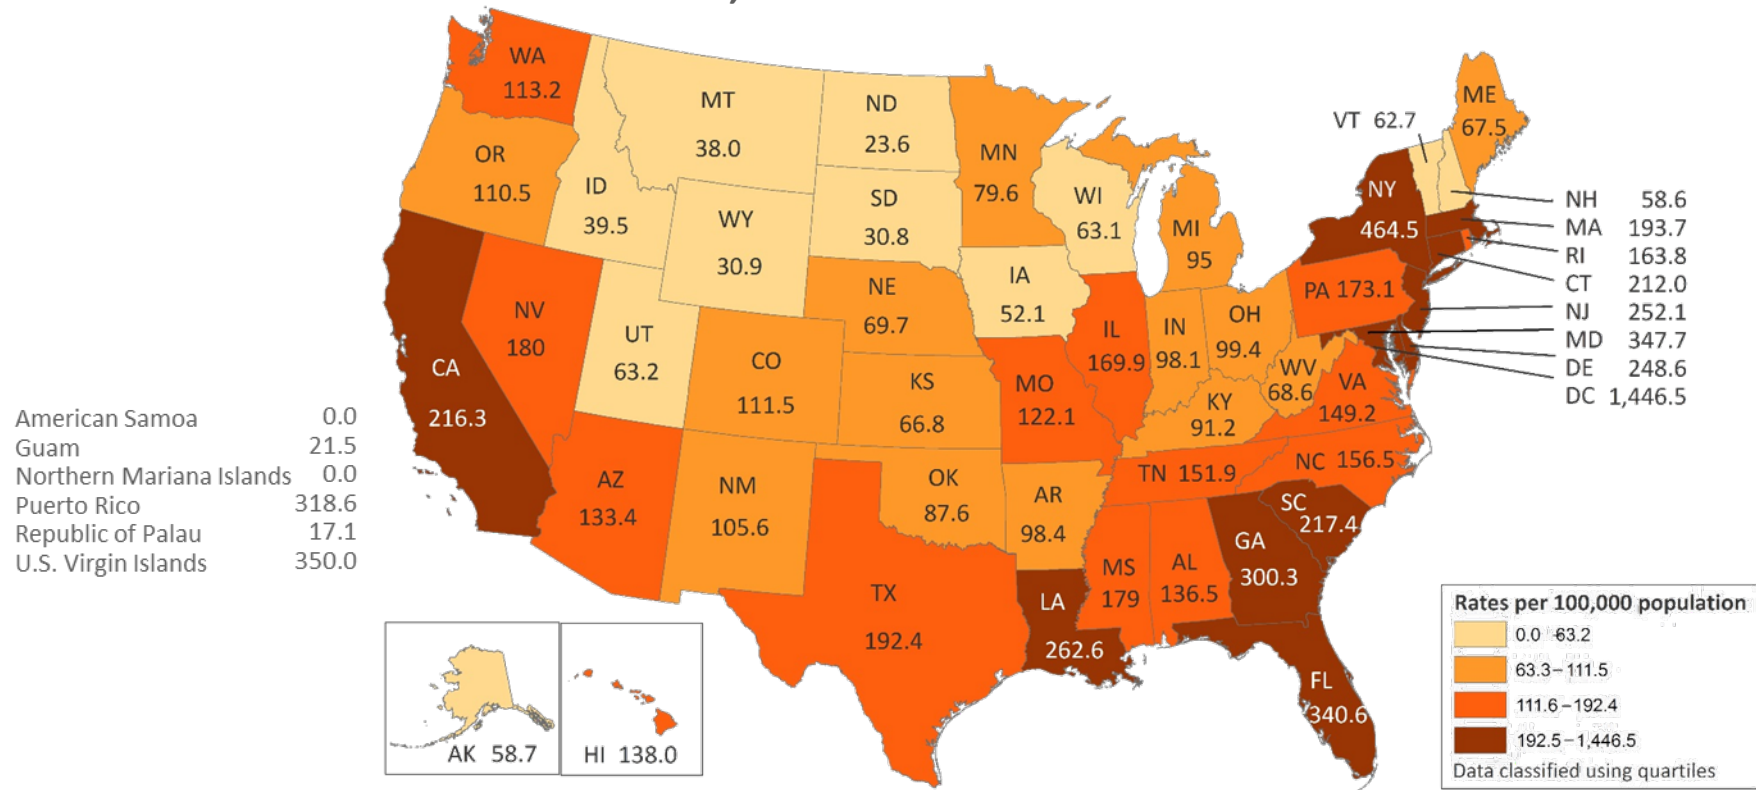 WA
113.2
MT
38.0
ND
23.6
MN
79.6
ME
67.5
VT 62.7
OR
110.5
ID
39.5
WY
30.9
SD
30.8
WI
63.1
MI
95
NY
464.5
NH 58.6
MA 193.7
RI 163.8
CT 212.0
NJ 252.1
MD 347.7
DE 248.6
DC 1,446.5
CA
216.3
NV
180
UT
63.2
CO
111.5
NE
69.7
KS
66.8
IA
52.1
MO
122.1
IL
169.9
IN
98.1
OH
99.4
PA 173.1
WV
68.6
VA
149.2
KY
91.2
AZ
133.4
NM
105.6
OK
87.6
AR
98.4
TN 151.9
NC 156.5
SC
217.4
GA
300.3
AL
136.5
MS
179
LA
262.6
TX
192.4
FL
340.6
AK 58.7
HI 138.0
American Samoa 0.0
Guam 21.5
Northern Mariana Islands 0.0
Puerto Rico 318.6
Republic of Palau 17.1
U.S. Virgin Islands 350.0
Rates per 100,000 population
0.0 -63.2
63.3–111.5
111.6–192.4
192.5–1,446.5
Data classified using quartiles